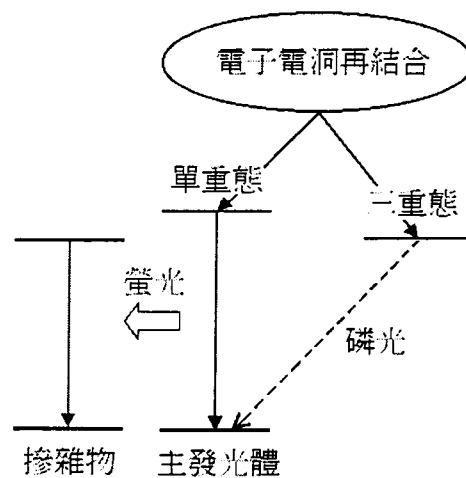 電子電洞再結合
單重態
三重態
螢光
磷光
摻雜物
主發光體